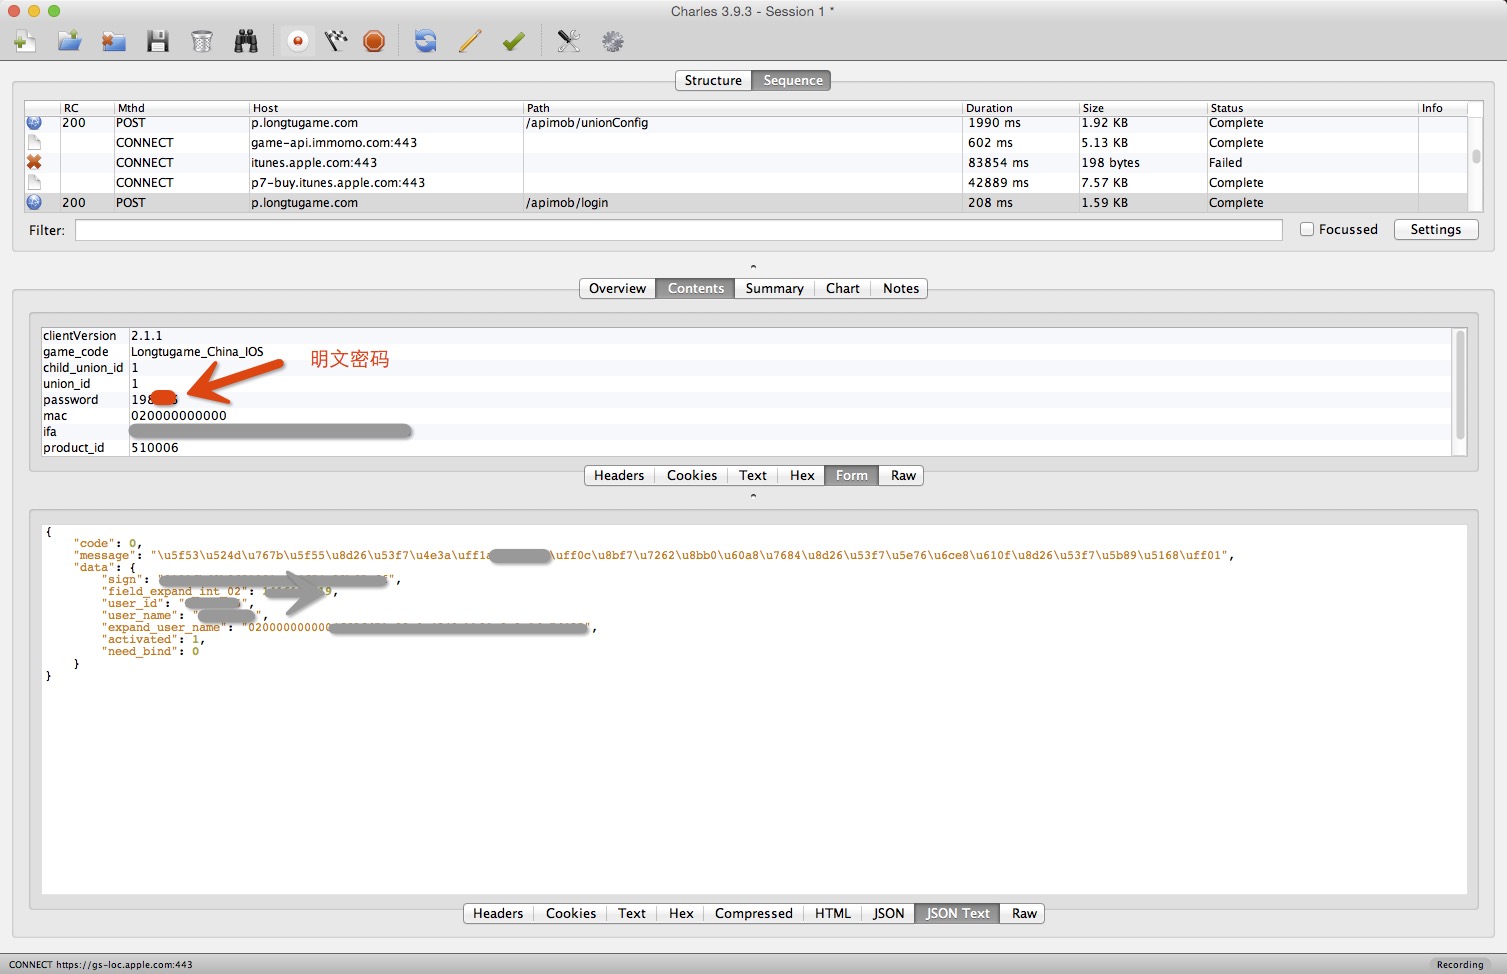 Charles 3.9.3 - Session 1 *
Structure Sequence
RC Mthd Host Path Duration Size Status Info
200 POST p.longtugame.com /apimob/unionConfig 1990 ms 1.92 KB Complete
CONNECT game-api.immomo.com:443 602 ms 5.13 KB Complete
CONNECT itunes.apple.com:443 83854 ms 198 bytes Failed
CONNECT p7-buy.itunes.apple.com:443 42889 ms 7.57 KB Complete
200 POST p.longtugame.com /apimob/login 208 ms 1.59 KB Complete
Filter: Focussed Settings
Overview Contents Summary Chart Notes
clientVersion 2.1.1
game_code Longtugame_China_IOS
明文密码
child_union_id 1
union_id 1
password 198
mac 020000000000
ifa
product_id 510006
Headers Cookies Text Hex Form Raw
{
"code": 0,
"message": "\u5f53\u524d\u767b\u5f55\u8d26\u53f7\u4e3a\uff1a \uff0c\u8bf7\u7262\u8bb0\u60a8\u7684\u8d26\u53f7\u5e76\u6ce8\u610f\u8d26\u53f7\u5b89\u5168\uff01",
"data": {
"sign": "",
"field_expand_int_02": 9,
"user_id": "",
"user_name": "",
"expand_user_name": "020000000000",
"activated": 1,
"need_bind": 0
}
}
Headers Cookies Text Hex Compressed HTML JSON JSON Text Raw
CONNECT https://gs-loc.apple.com:443 Recording